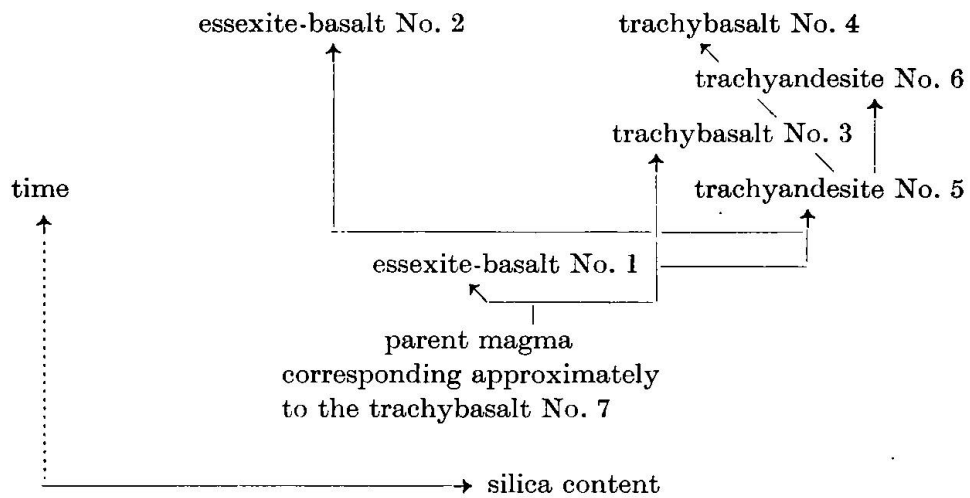 essexite-basalt No. 2
trachybasalt No. 4
trachyandesite No. 6
trachybasalt No. 3
time
trachyandesite No. 5
essexite-basalt No. 1
parent magma
corresponding approximately
to the trachybasalt No. 7
silica content